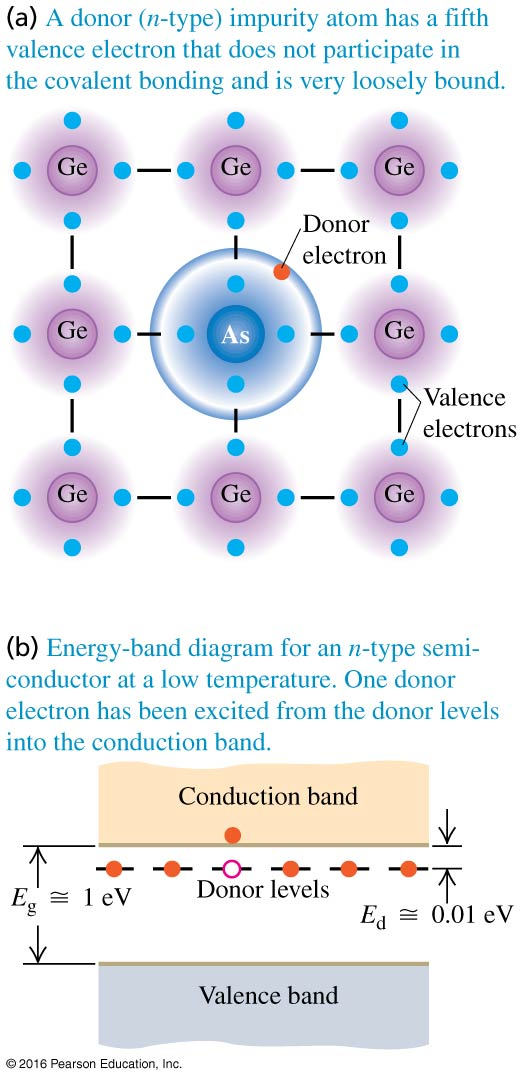 (a) A donor (n-type) impurity atom has a fifth
valence electron that does not participate in
the covalent bonding and is very loosely bound.
Ge
Ge
Ge
Donor
electron
Ge
As
Ge
Valence
electrons
Ge
Ge
Ge
(b) Energy-band diagram for an n-type semi-
conductor at a low temperature. One donor
electron has been excited from the donor levels
into the conduction band.
Conduction band
Donor levels
Eg ≅ 1 eV
Ed ≅ 0.01 eV
Valence band
© 2016 Pearson Education, Inc.